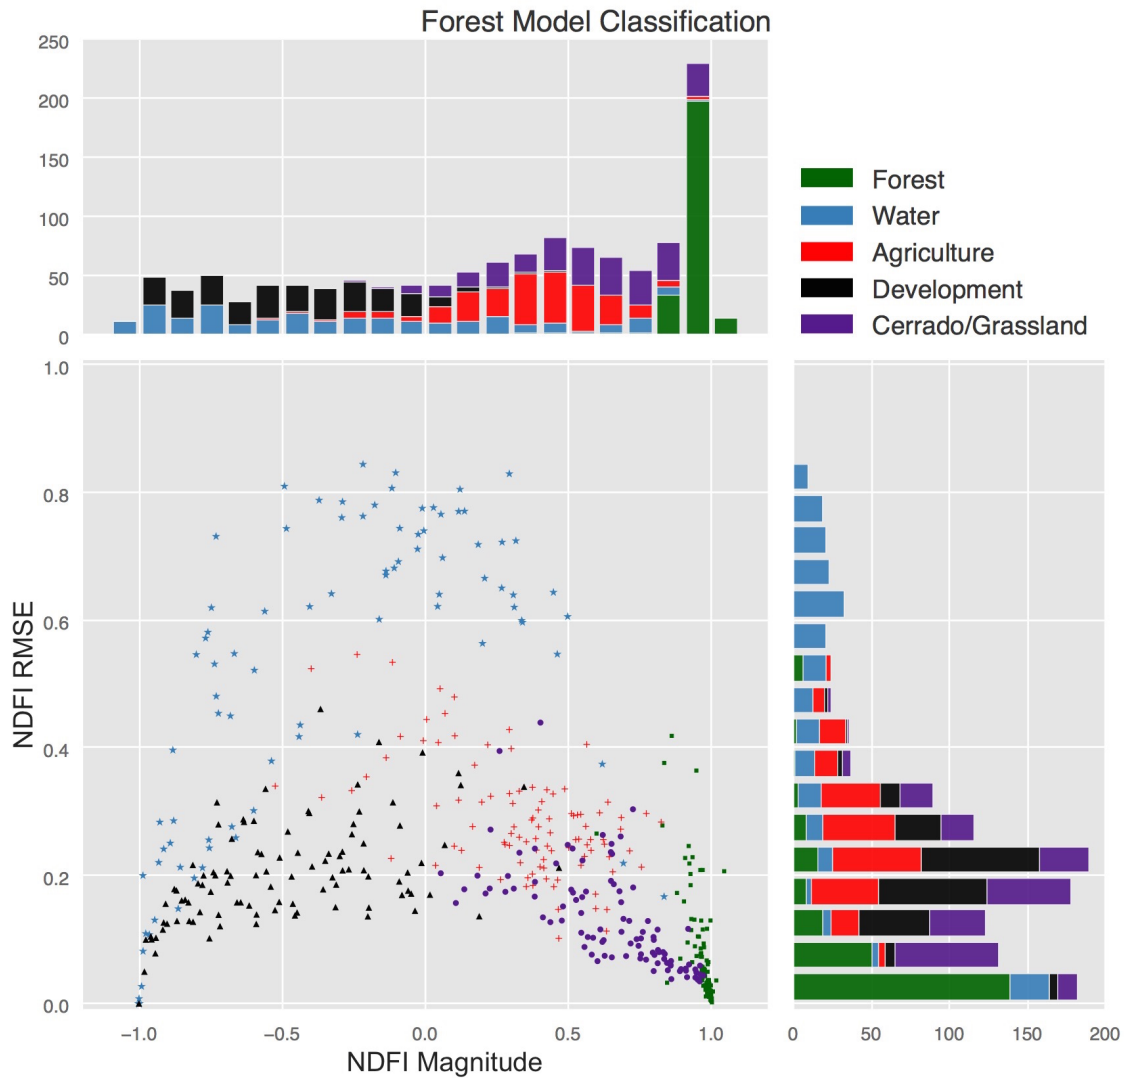 Forest Model Classification
250
200
150
100
50
0
Forest
Water
Agriculture
Development
Cerrado/Grassland
1.0
0.8
0.6
0.4
0.2
0.0
NDFI RMSE
−1.0 −0.5 0.0 0.5 1.0
NDFI Magnitude
0 50 100 150 200